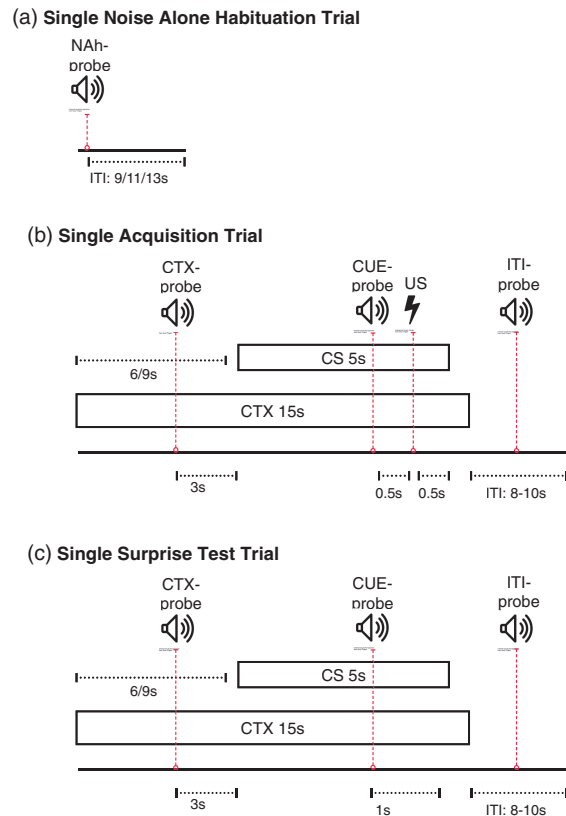 (a) Single Noise Alone Habituation Trial
NAh-
probe
ITI: 9/11/13s
(b) Single Acquisition Trial
CTX-
probe
CUE-
probe
US
ITI-
probe
CS 5s
6/9s
CTX 15s
3s
0.5s
0.5s
ITI: 8-10s
(c) Single Surprise Test Trial
CTX-
probe
CUE-
probe
ITI-
probe
CS 5s
6/9s
CTX 15s
3s
1s
ITI: 8-10s